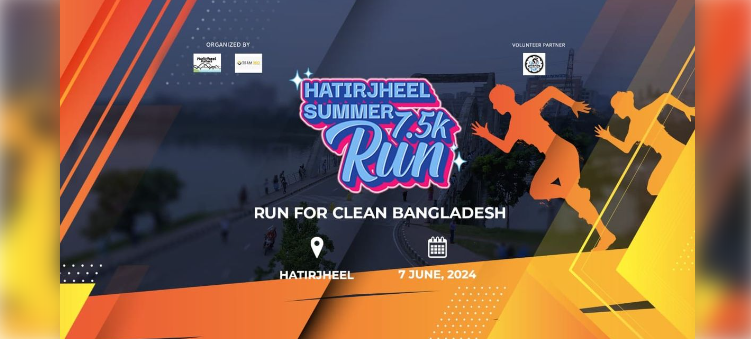 ORGANIZED BY
VOLUNTEER PARTNER
HATIRJHEEL
SUMMER 7.5k
Run
RUN FOR CLEAN BANGLADESH
HATIRJHEEL
7 JUNE, 2024